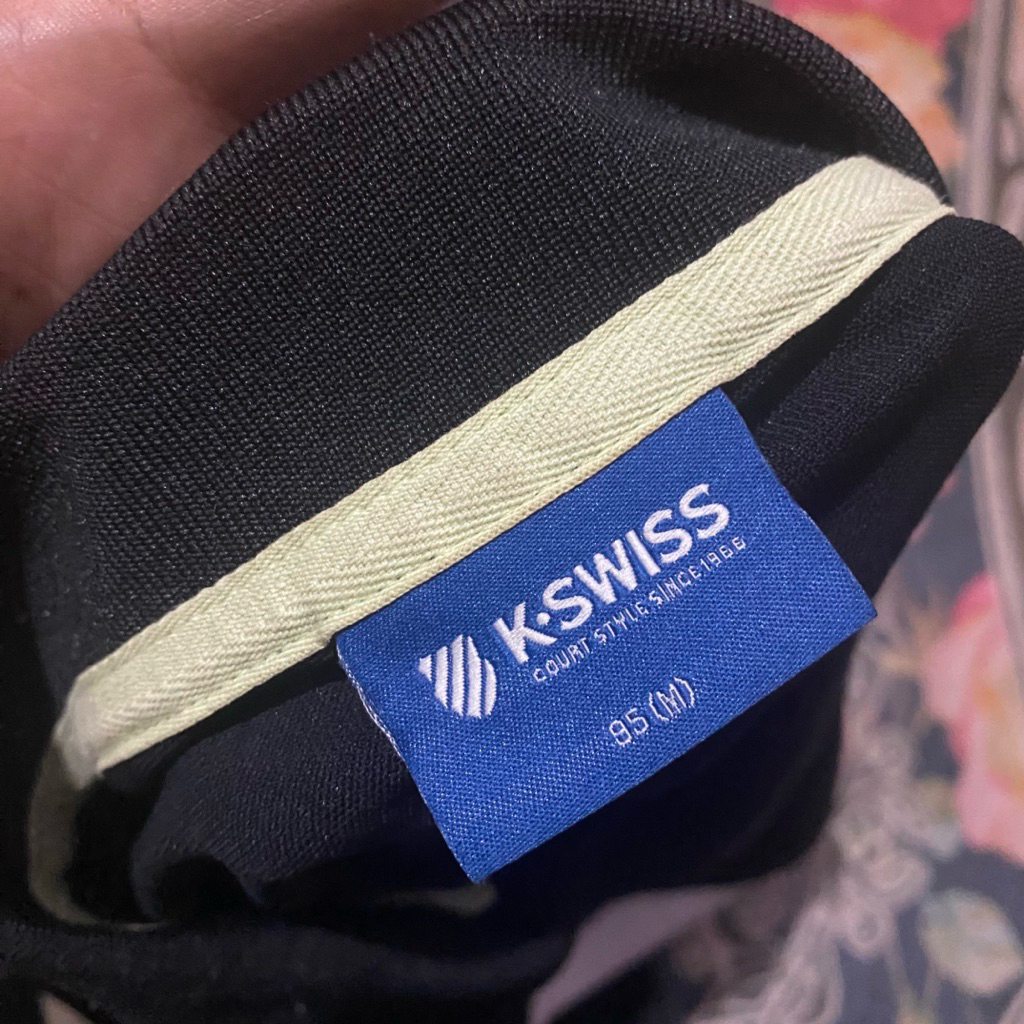 K·SWISS
COURT STYLE SINCE 1966
95 (M)